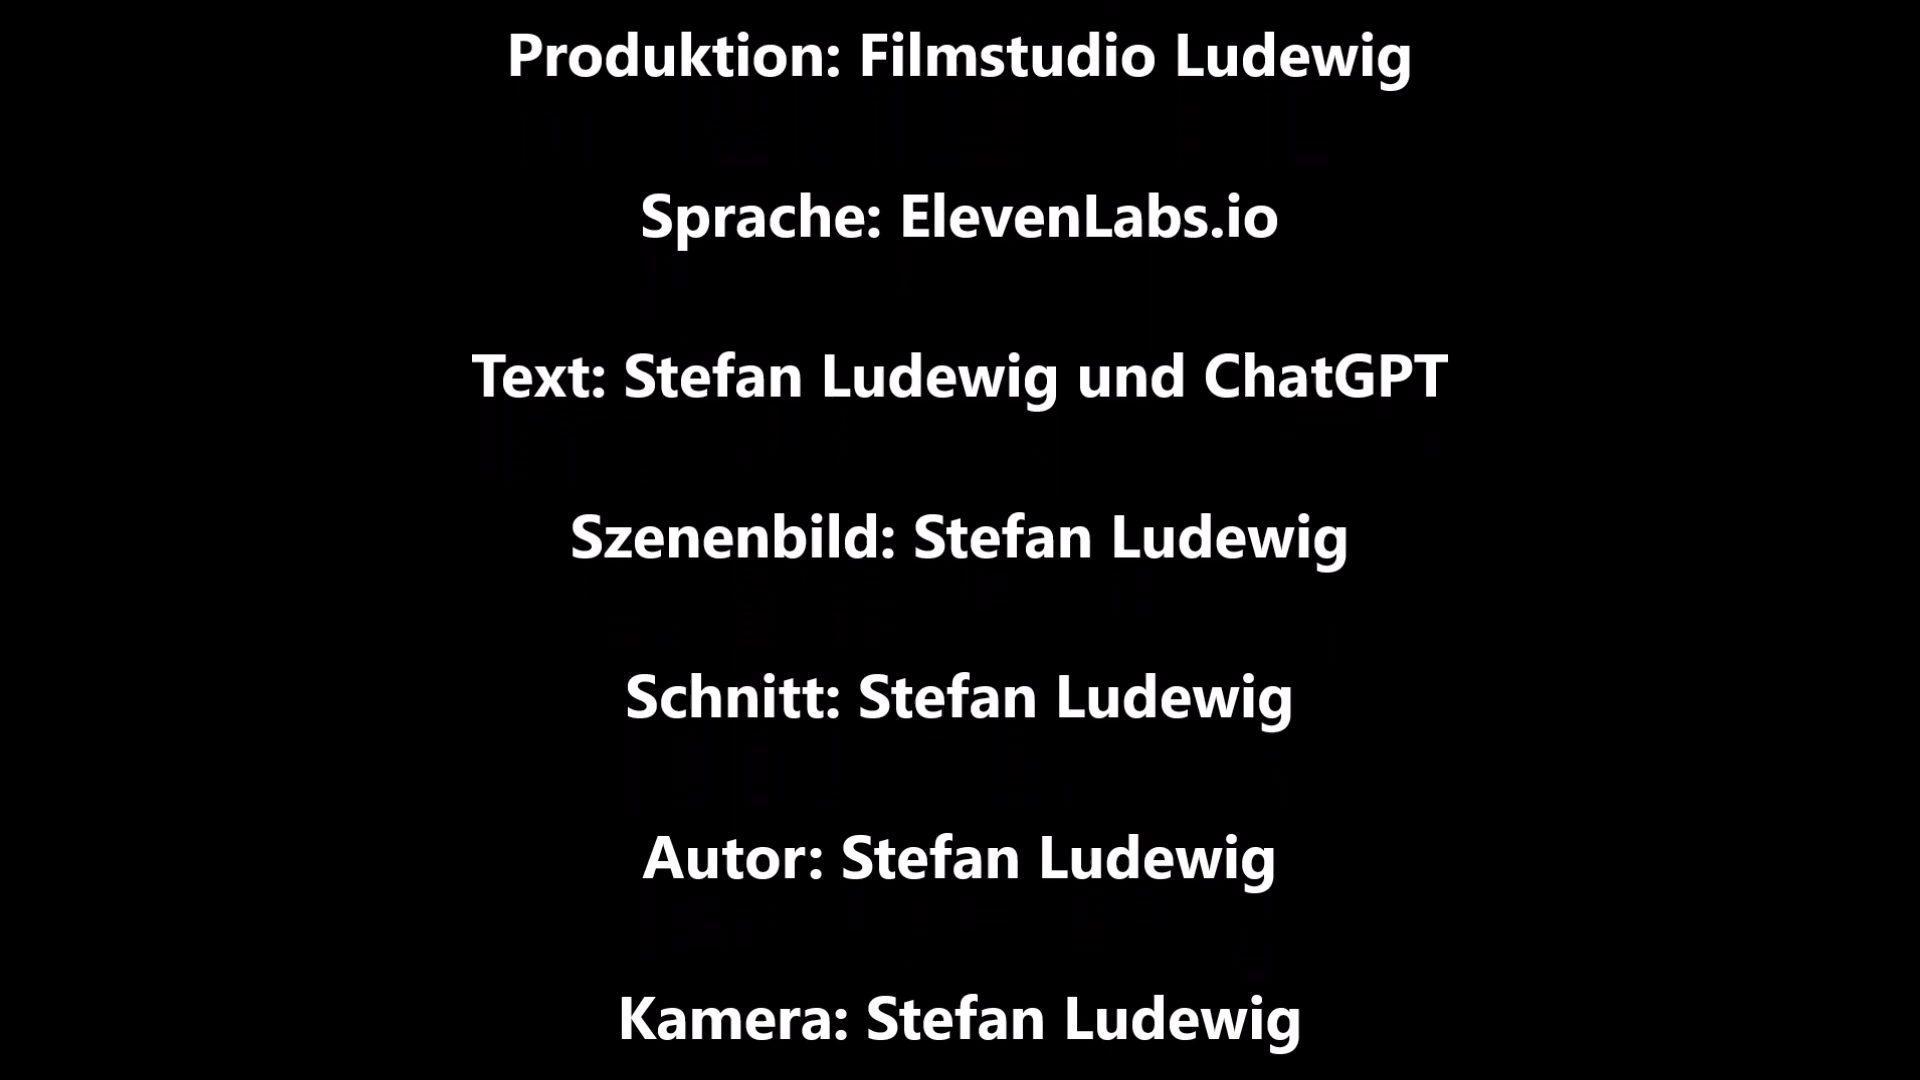 Produktion: Filmstudio Ludewig
Sprache: ElevenLabs.io
Text: Stefan Ludewig und ChatGPT
Szenenbild: Stefan Ludewig
Schnitt: Stefan Ludewig
Autor: Stefan Ludewig
Kamera: Stefan Ludewig